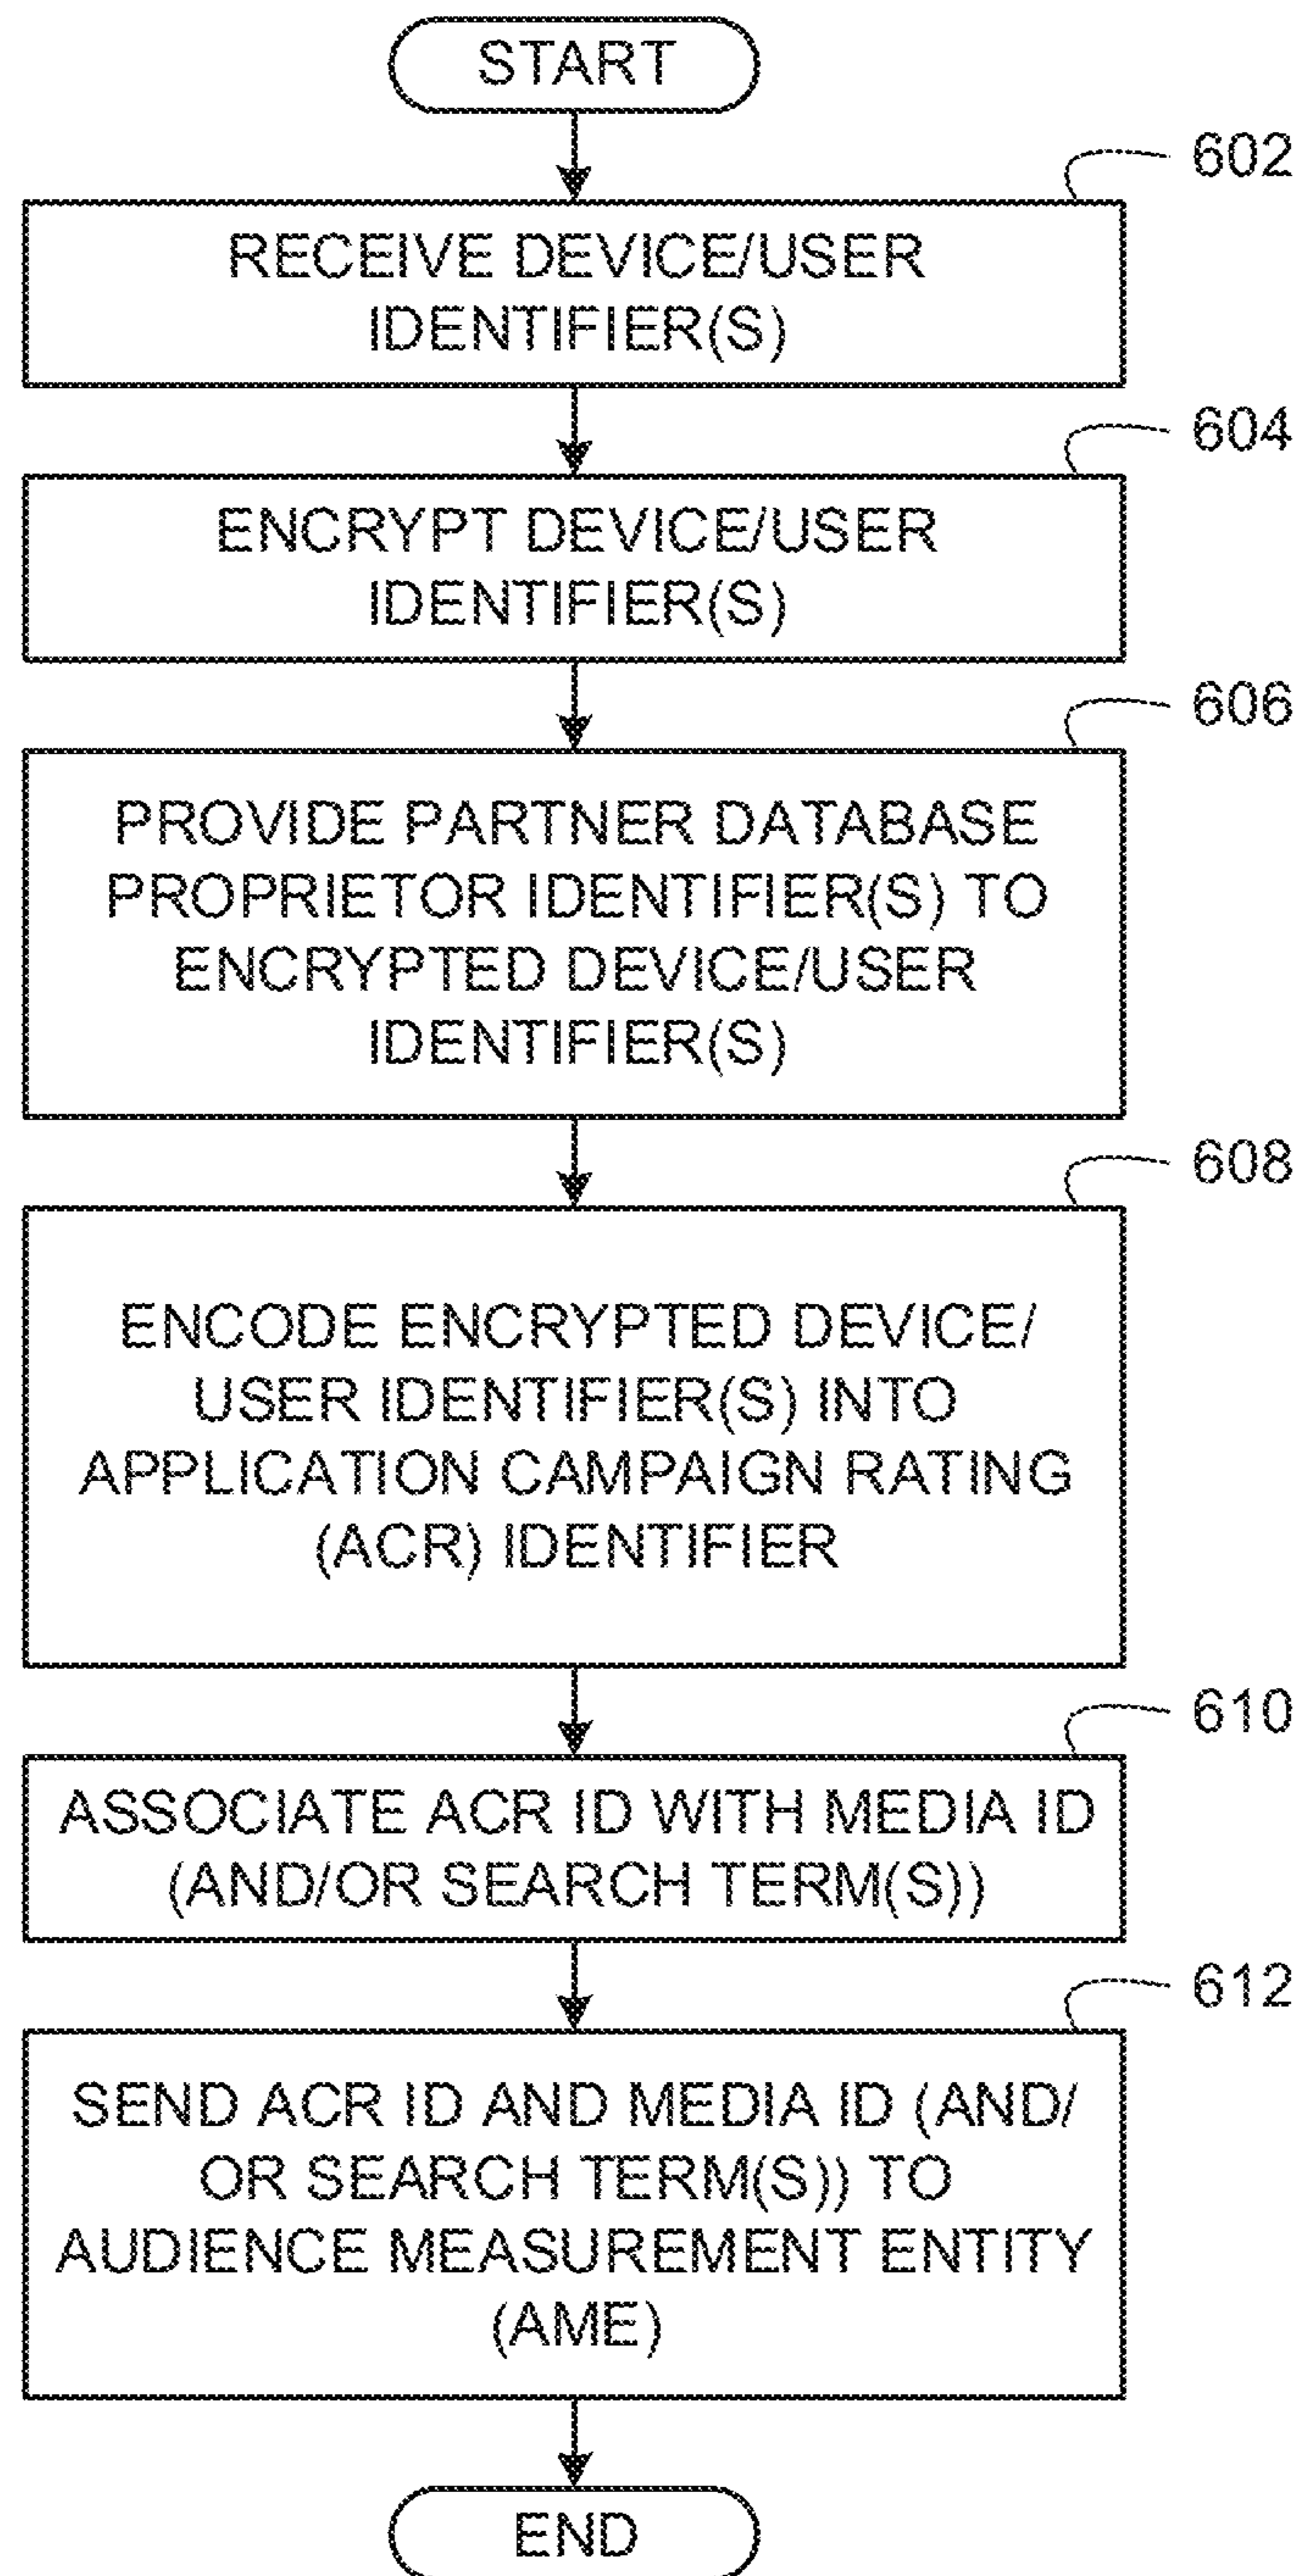 START
602
RECEIVE DEVICE/USER
IDENTIFIER(S)
604
ENCRYPT DEVICE/USER
IDENTIFIER(S)
606
PROVIDE PARTNER DATABASE
PROPRIETOR IDENTIFIER(S) TO
ENCRYPTED DEVICE/USER
IDENTIFIER(S)
608
ENCODE ENCRYPTED DEVICE/
USER IDENTIFIER(S) INTO
APPLICATION CAMPAIGN RATING
(ACR) IDENTIFIER
610
ASSOCIATE ACR ID WITH MEDIA ID
(AND/OR SEARCH TERM(S))
612
SEND ACR ID AND MEDIA ID (AND/
OR SEARCH TERM(S)) TO
AUDIENCE MEASUREMENT ENTITY
(AME)
END